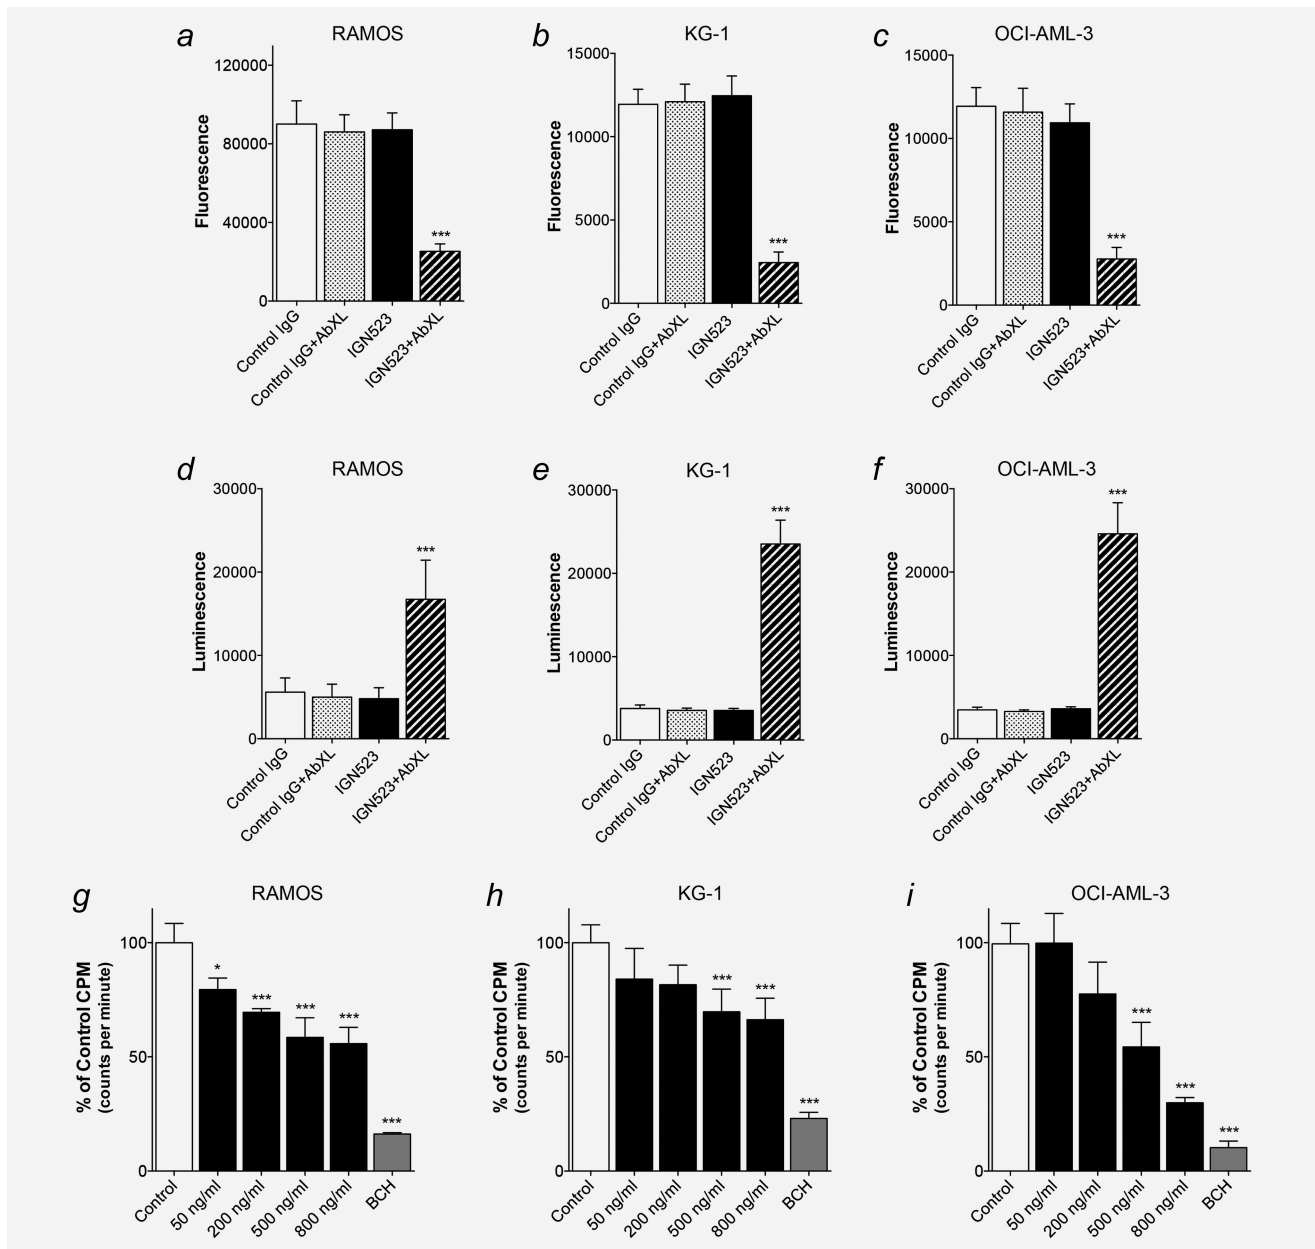 a RAMOS
Fluorescence
120000
80000
40000
0
***
Control IgG
Control IgG+AbXL
IGN523
IGN523+AbXL
b KG-1
Fluorescence
15000
10000
5000
0
***
Control IgG
Control IgG+AbXL
IGN523
IGN523+AbXL
c OCI-AML-3
Fluorescence
15000
10000
5000
0
***
Control IgG
Control IgG+AbXL
IGN523
IGN523+AbXL
d RAMOS
Luminescence
30000
20000
10000
0
***
Control IgG
Control IgG+AbXL
IGN523
IGN523+AbXL
e KG-1
Luminescence
30000
20000
10000
0
***
Control IgG
Control IgG+AbXL
IGN523
IGN523+AbXL
f OCI-AML-3
Luminescence
30000
20000
10000
0
***
Control IgG
Control IgG+AbXL
IGN523
IGN523+AbXL
g RAMOS
% of Control CPM
(counts per minute)
100
50
0
*
***
***
***
***
Control
50 ng/ml
200 ng/ml
500 ng/ml
800 ng/ml
BCH
h KG-1
% of Control CPM
(counts per minute)
100
50
0
***
***
***
Control
50 ng/ml
200 ng/ml
500 ng/ml
800 ng/ml
BCH
i OCI-AML-3
% of Control CPM
(counts per minute)
100
50
0
***
***
***
Control
50 ng/ml
200 ng/ml
500 ng/ml
800 ng/ml
BCH